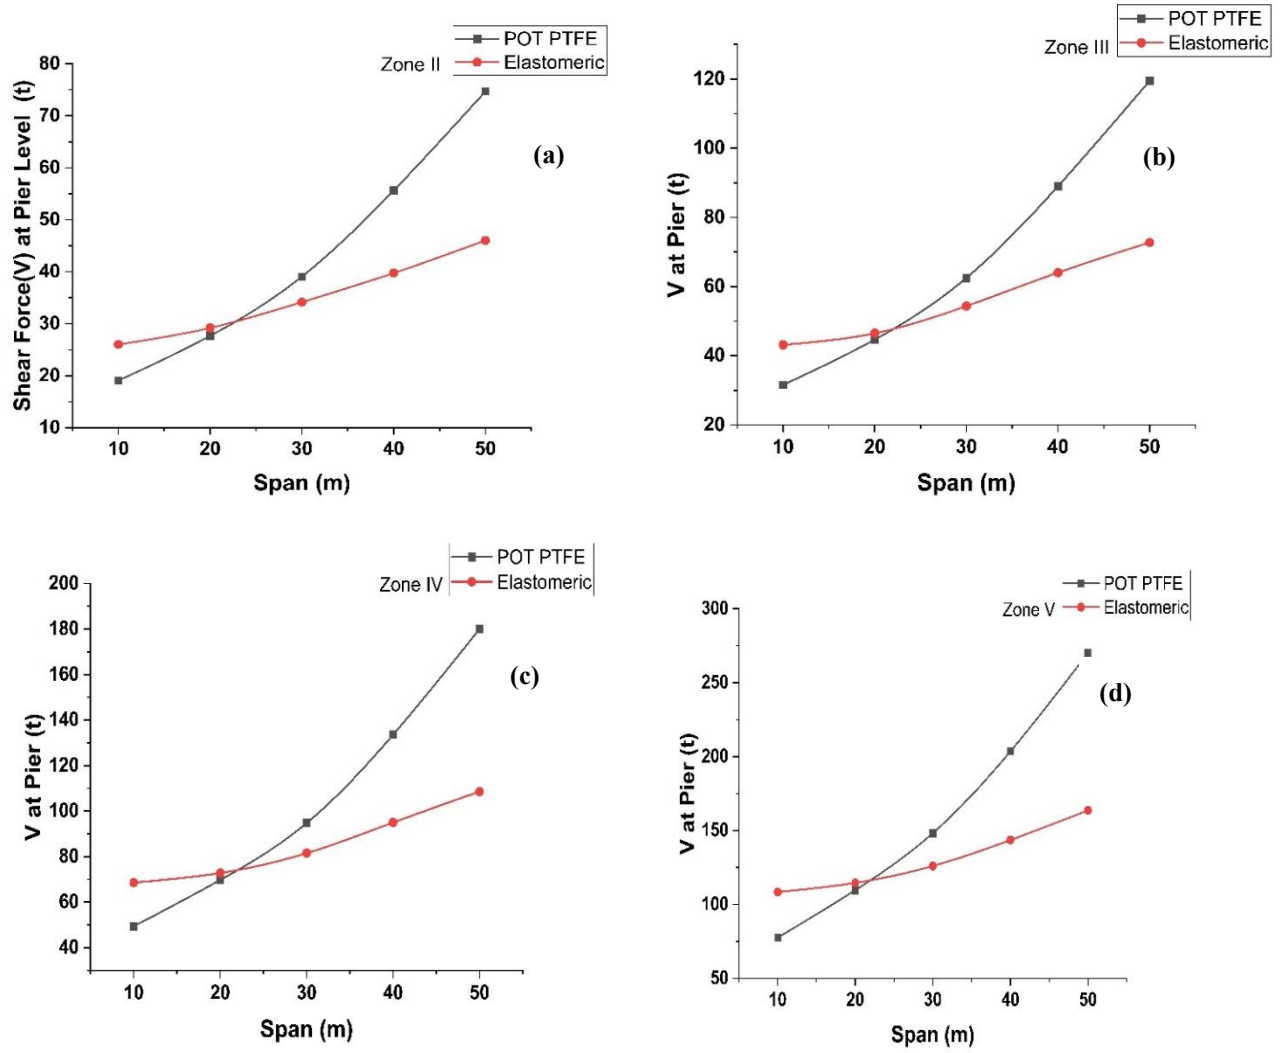 POT PTFE
Zone II
Elastomeric
80
70
60
50
40
30
20
10
Shear Force(V) at Pier Level (t)
(a)
10 20 30 40 50
Span (m)
POT PTFE
Zone III
Elastomeric
120
100
80
60
40
20
V at Pier (t)
(b)
10 20 30 40 50
Span (m)
POT PTFE
Zone IV
Elastomeric
200
180
160
140
120
100
80
60
40
V at Pier (t)
(c)
10 20 30 40 50
Span (m)
POT PTFE
Zone V
Elastomeric
300
250
200
150
100
50
V at Pier (t)
(d)
10 20 30 40 50
Span (m)